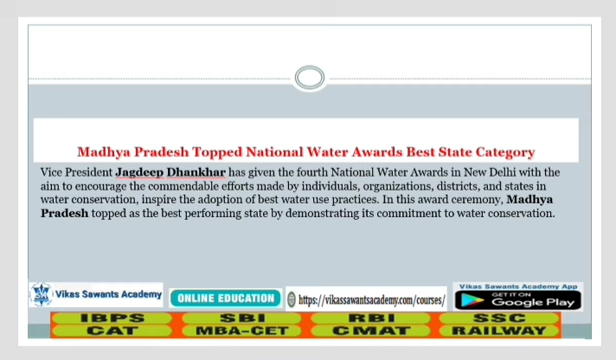 Madhya Pradesh Topped National Water Awards Best State Category
Vice President Jagdeep Dhankhar has given the fourth National Water Awards in New Delhi with the
aim to encourage the commendable efforts made by individuals, organizations, districts, and states in
water conservation, inspire the adoption of best water use practices. In this award ceremony, Madhya
Pradesh topped as the best performing state by demonstrating its commitment to water conservation.
Vikas Sawants Academy
ONLINE EDUCATION
https://vikassawantsacademy.com/courses/
Vikas Sawants Academy App
GET IT ON
Google Play
IBPS SBI RBI SSC
CAT MBA-CET CMAT RAILWAY